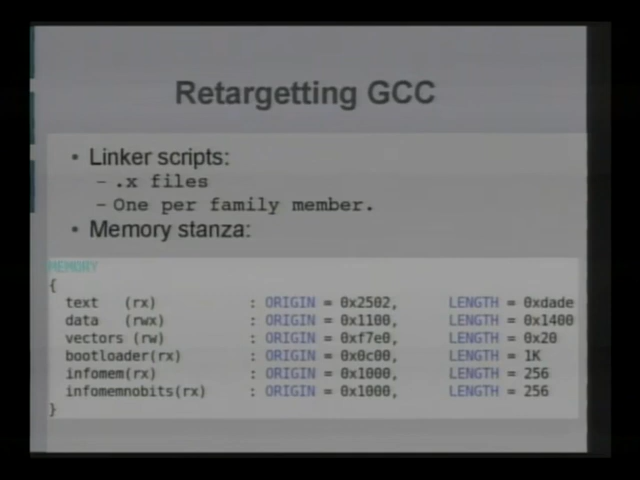 Retargetting GCC
• Linker scripts:
– .x files
– One per family member.
• Memory stanza:
MEMORY
{
text (rx) : ORIGIN = 0x2502, LENGTH = 0xdade
data (rwx) : ORIGIN = 0x1100, LENGTH = 0x1400
vectors (rw) : ORIGIN = 0xf7e0, LENGTH = 0x20
bootloader(rx) : ORIGIN = 0x0c00, LENGTH = 1K
infomem(rx) : ORIGIN = 0x1000, LENGTH = 256
infomemnobits(rx) : ORIGIN = 0x1000, LENGTH = 256
}